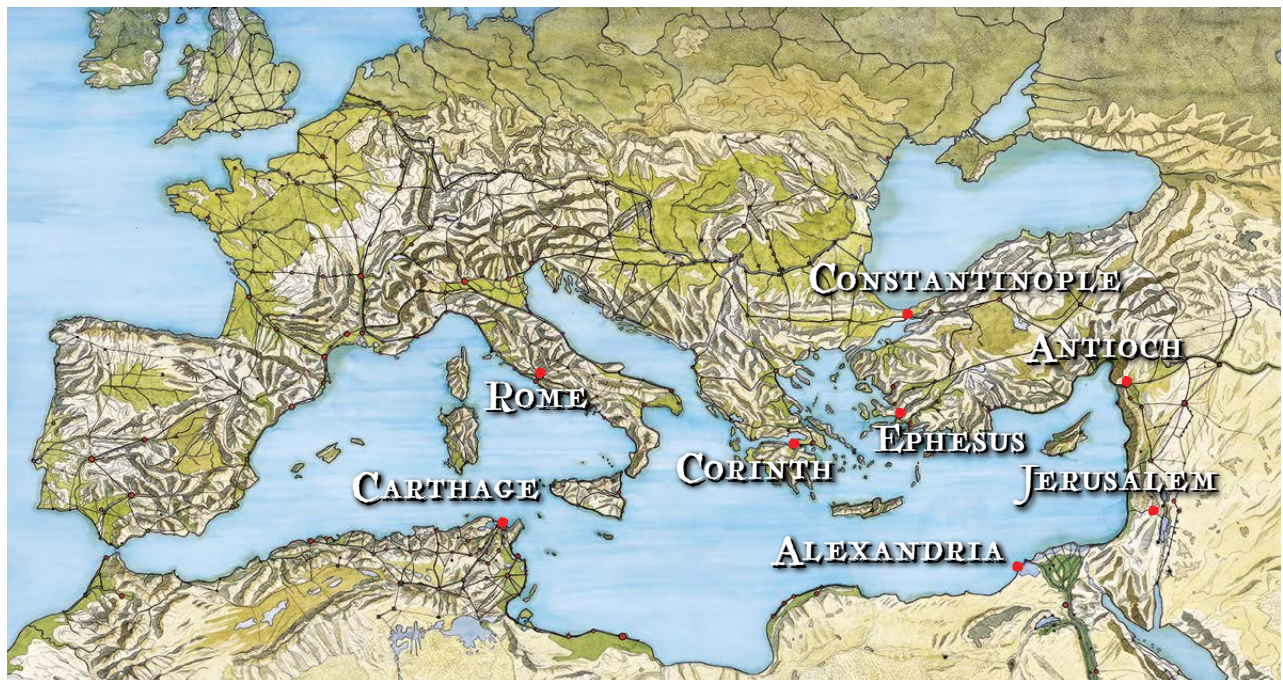 Constantinople
Antioch
Rome
Ephesus
Corinth
Jerusalem
Carthage
Alexandria